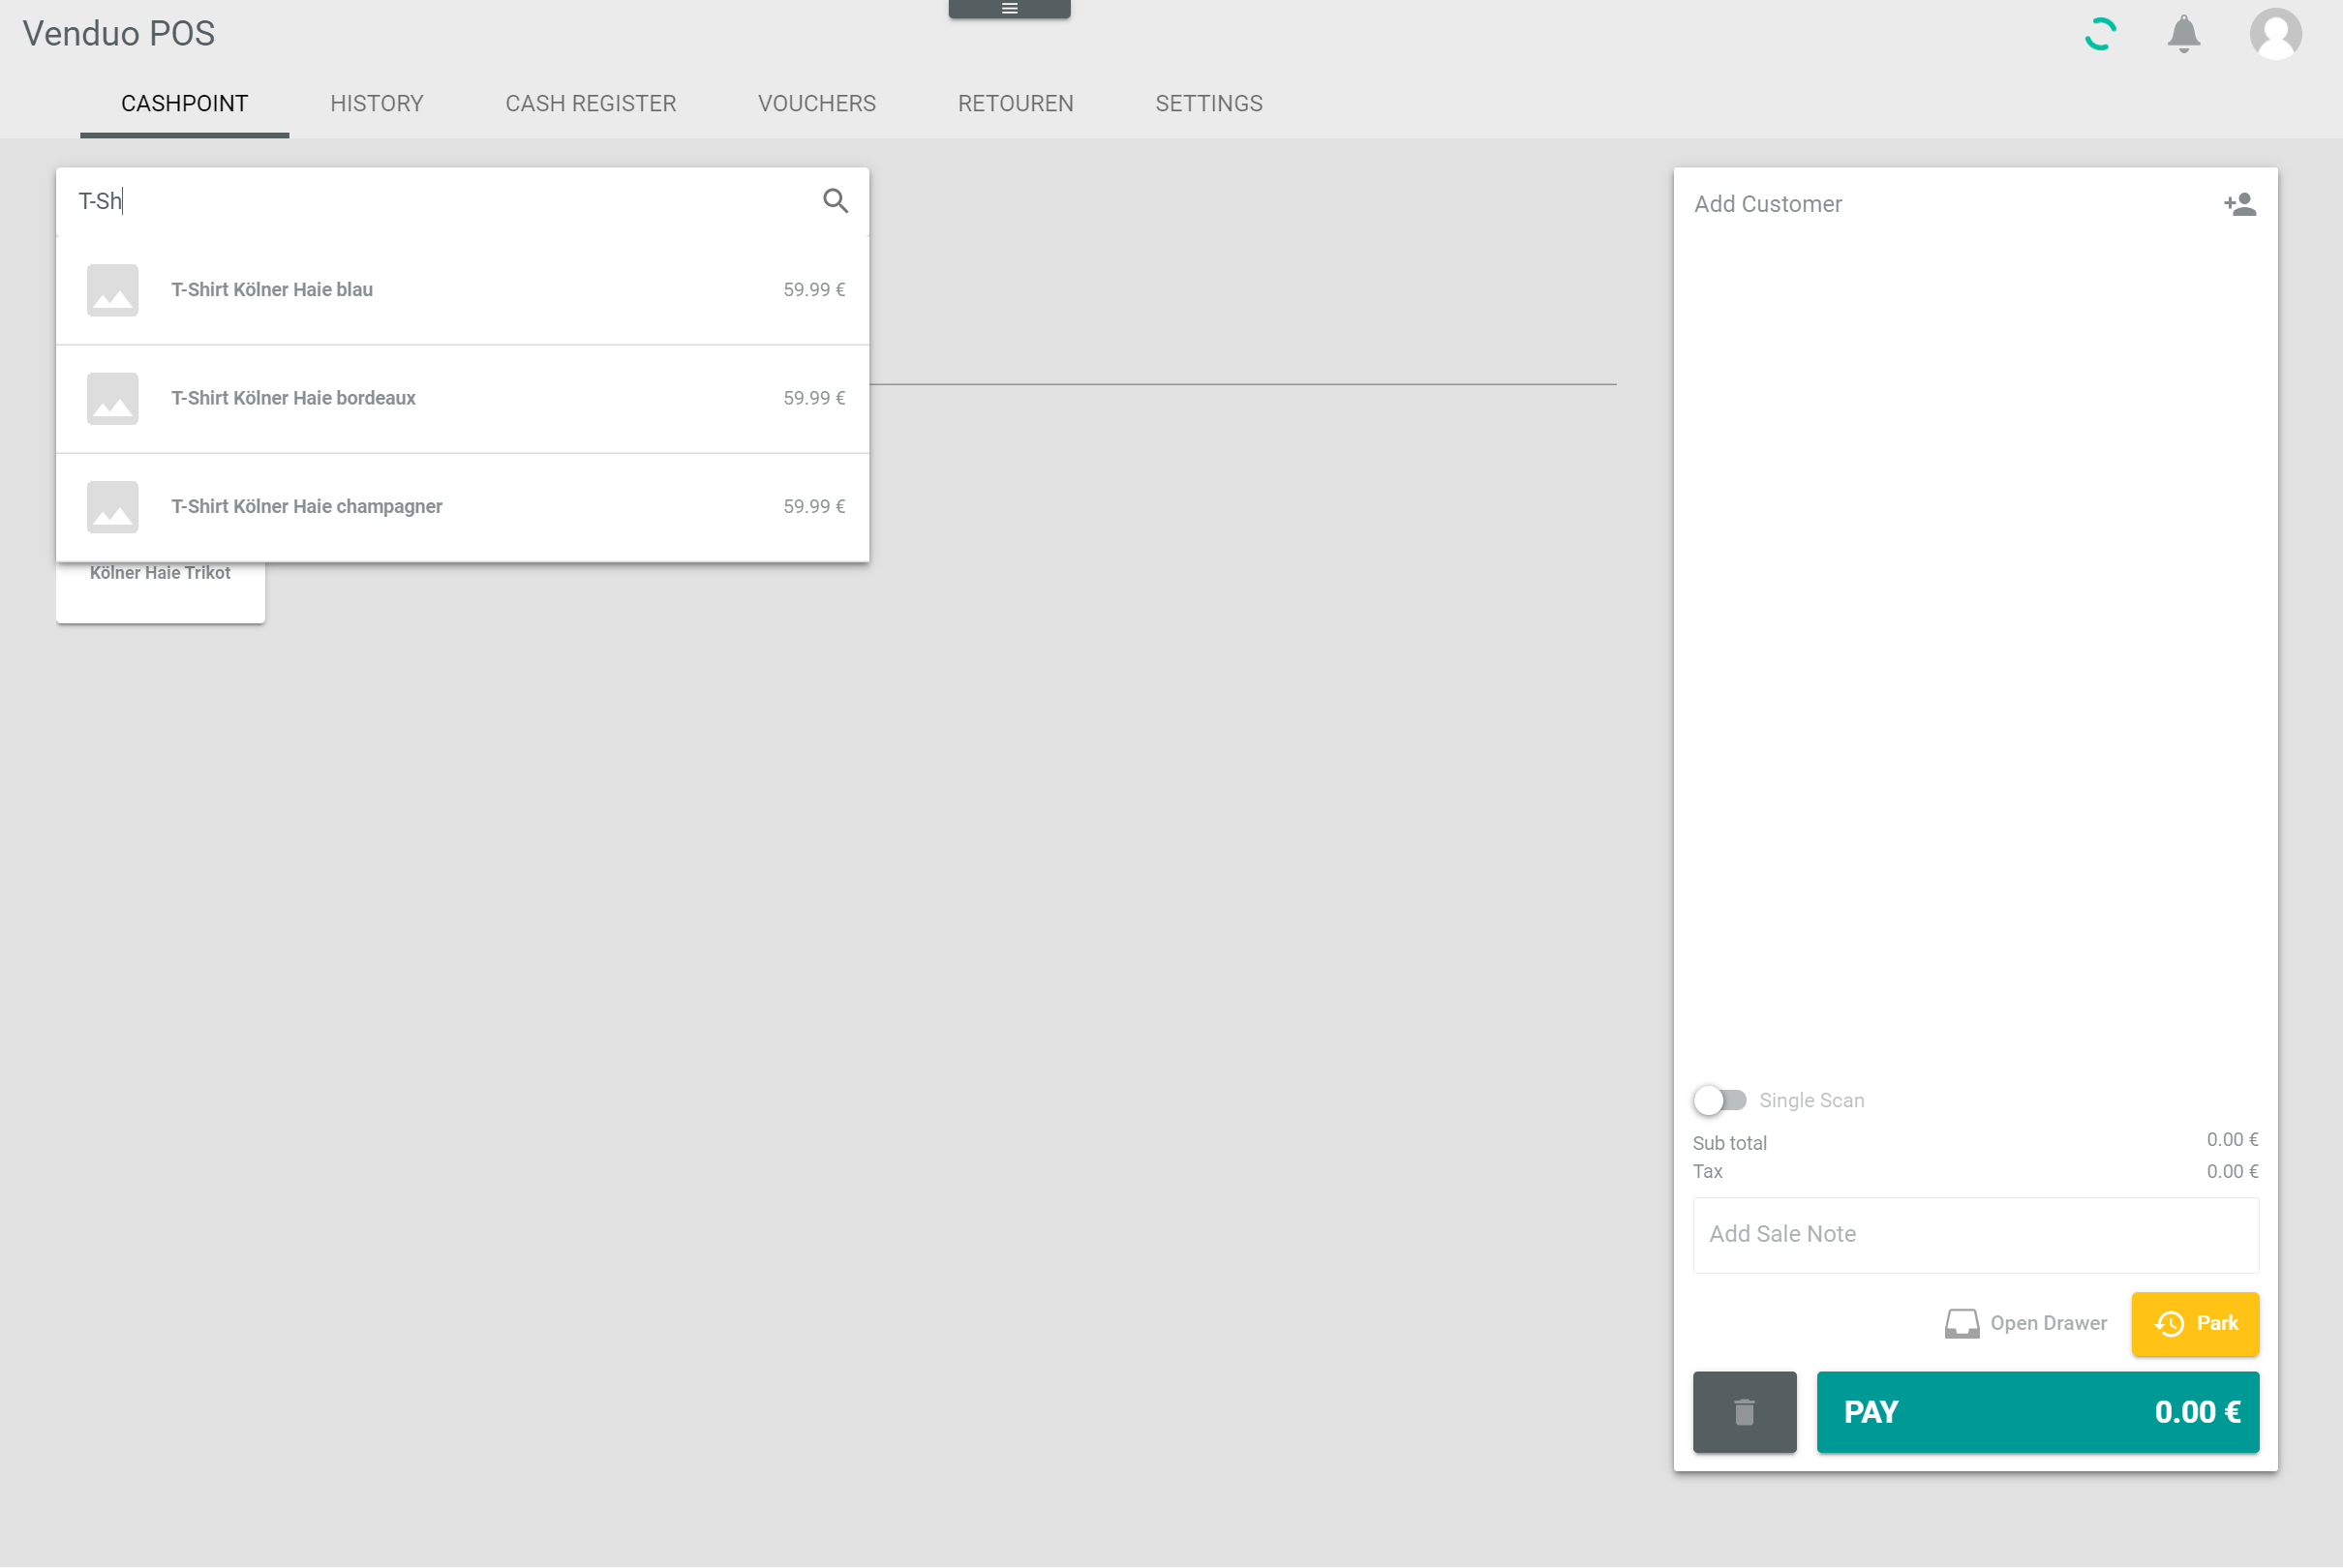 Venduo POS
CASHPOINT HISTORY CASH REGISTER VOUCHERS RETOUREN SETTINGS
T-Sh
T-Shirt Kölner Haie blau 59.99 €
T-Shirt Kölner Haie bordeaux 59.99 €
T-Shirt Kölner Haie champagner 59.99 €
Kölner Haie Trikot
Add Customer
Single Scan
Sub total 0.00 €
Tax 0.00 €
Add Sale Note
Open Drawer Park
PAY 0.00 €